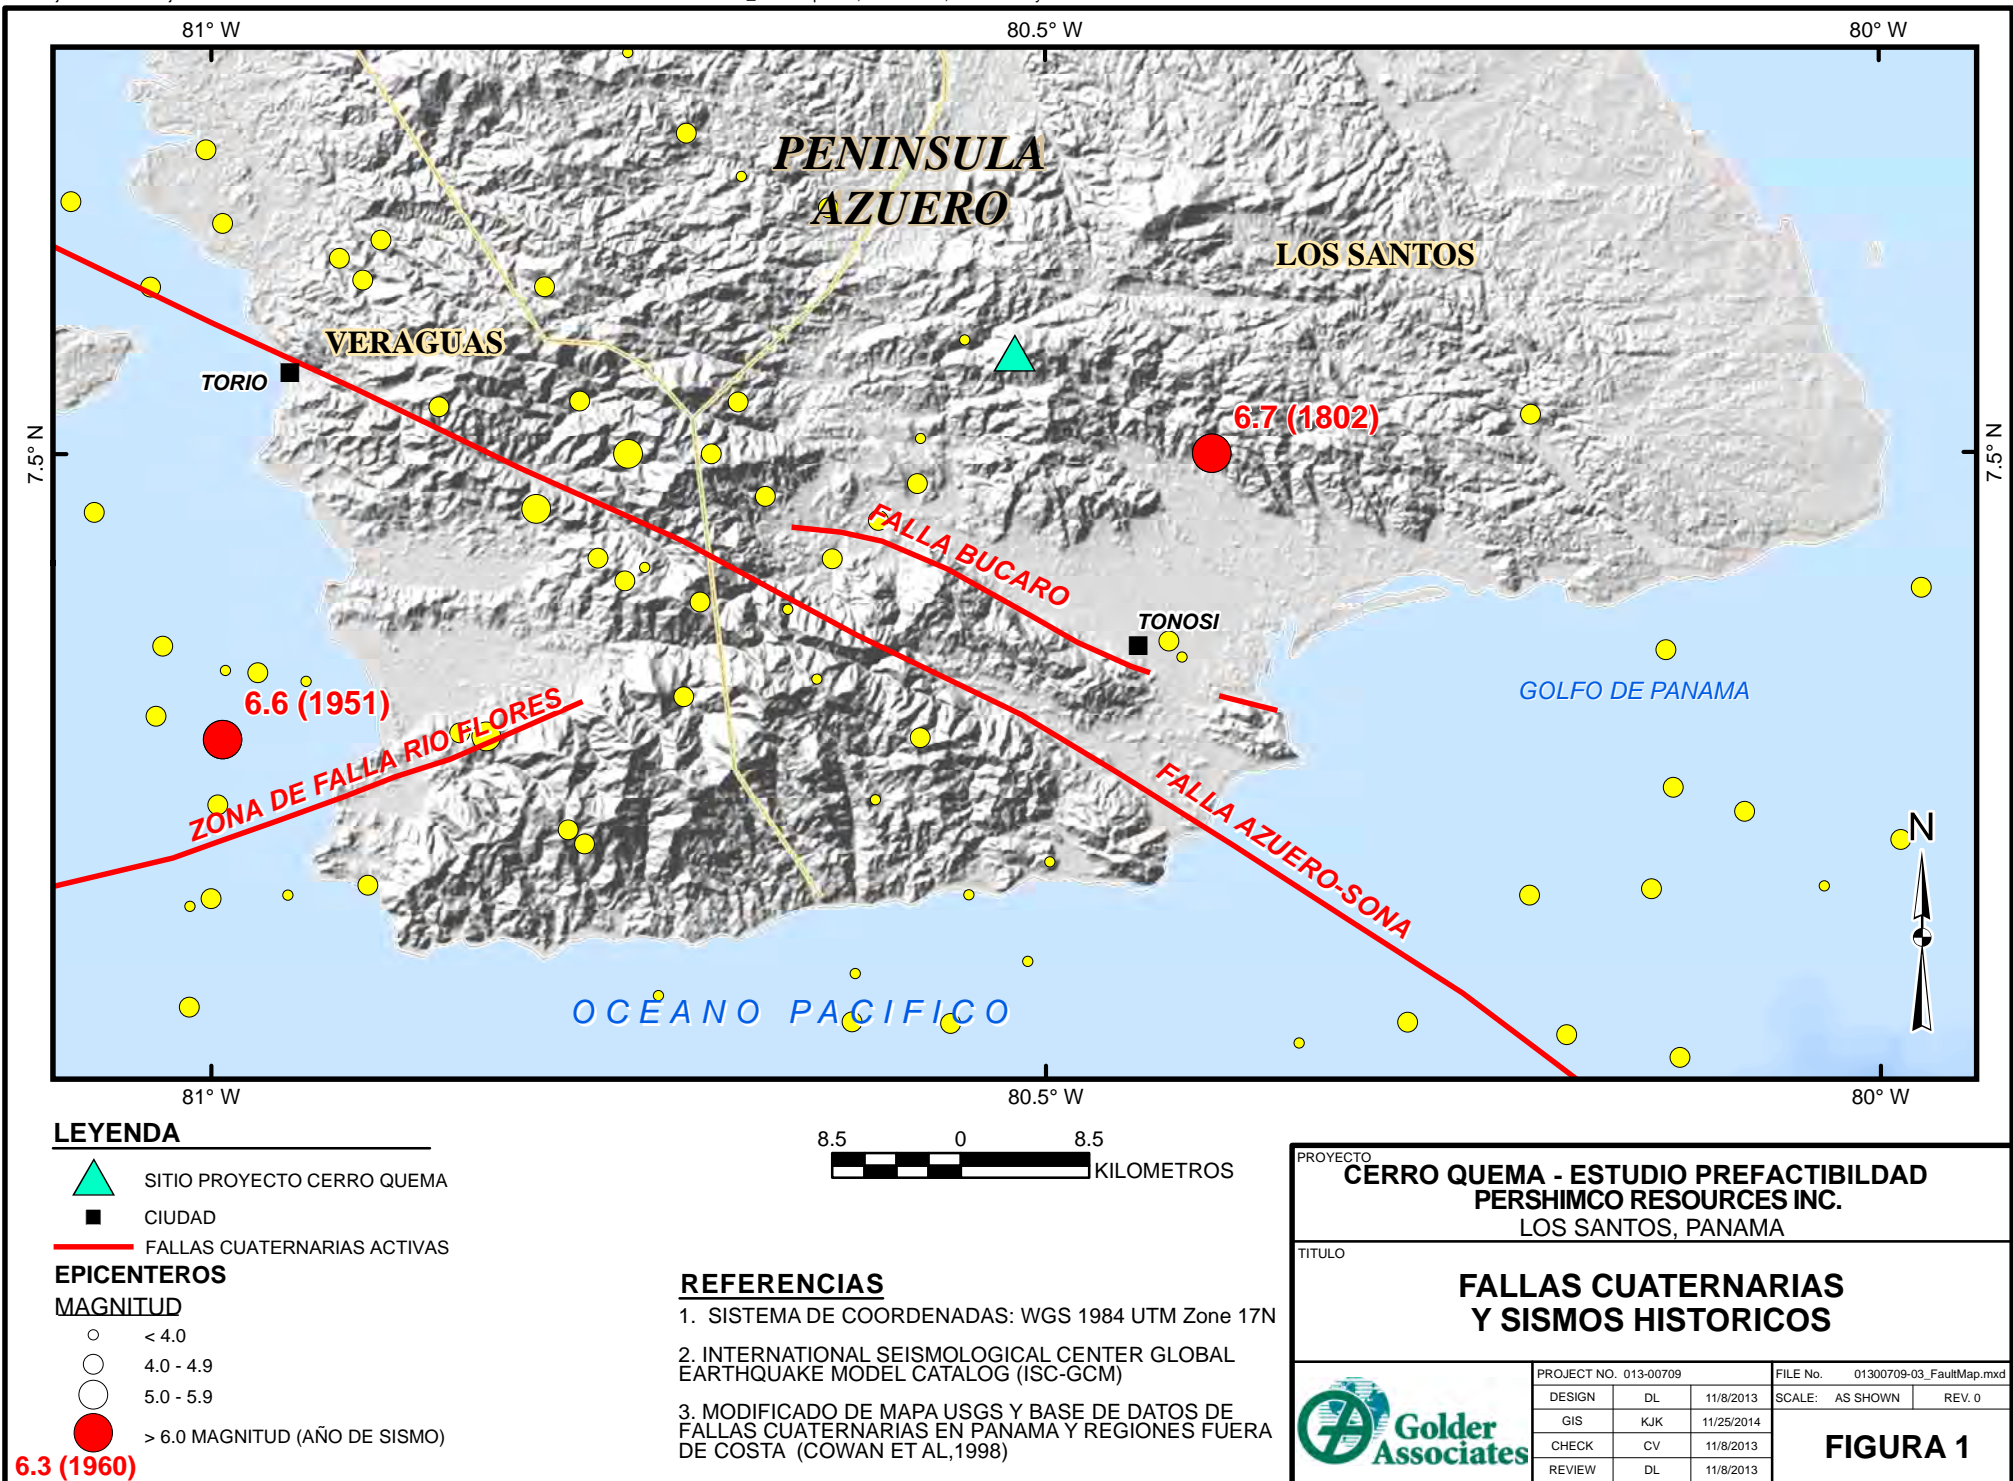 81° W
80.5° W
80° W
PENINSULA
AZUERO
LOS SANTOS
VERAGUAS
TORIO
6.7 (1802)
7.5° N
7.5° N
FALLA BUCARO
TONOSI
6.6 (1951)
GOLFO DE PANAMA
ZONA DE FALLA RIO FLORES
FALLA AZUERO-SONA
N
OCEANO PACIFICO
81° W
80.5° W
80° W
LEYENDA
SITIO PROYECTO CERRO QUEMA
CIUDAD
FALLAS CUATERNARIAS ACTIVAS
EPICENTEROS
MAGNITUD
< 4.0
4.0 - 4.9
5.0 - 5.9
> 6.0 MAGNITUD (AÑO DE SISMO)
6.3 (1960)
8.5 0 8.5
KILOMETROS
REFERENCIAS
1. SISTEMA DE COORDENADAS: WGS 1984 UTM Zone 17N
2. INTERNATIONAL SEISMOLOGICAL CENTER GLOBAL
EARTHQUAKE MODEL CATALOG (ISC-GCM)
3. MODIFICADO DE MAPA USGS Y BASE DE DATOS DE
FALLAS CUATERNARIAS EN PANAMA Y REGIONES FUERA
DE COSTA (COWAN ET AL,1998)
PROYECTO
CERRO QUEMA - ESTUDIO PREFACTIBILDAD
PERSHIMCO RESOURCES INC.
LOS SANTOS, PANAMA
TITULO
FALLAS CUATERNARIAS
Y SISMOS HISTORICOS
Golder
Associates
PROJECT NO. 013-00709
FILE No. 01300709-03_FaultMap.mxd
DESIGN DL 11/8/2013
SCALE: AS SHOWN REV. 0
GIS KJK 11/25/2014
CHECK CV 11/8/2013
REVIEW DL 11/8/2013
FIGURA 1